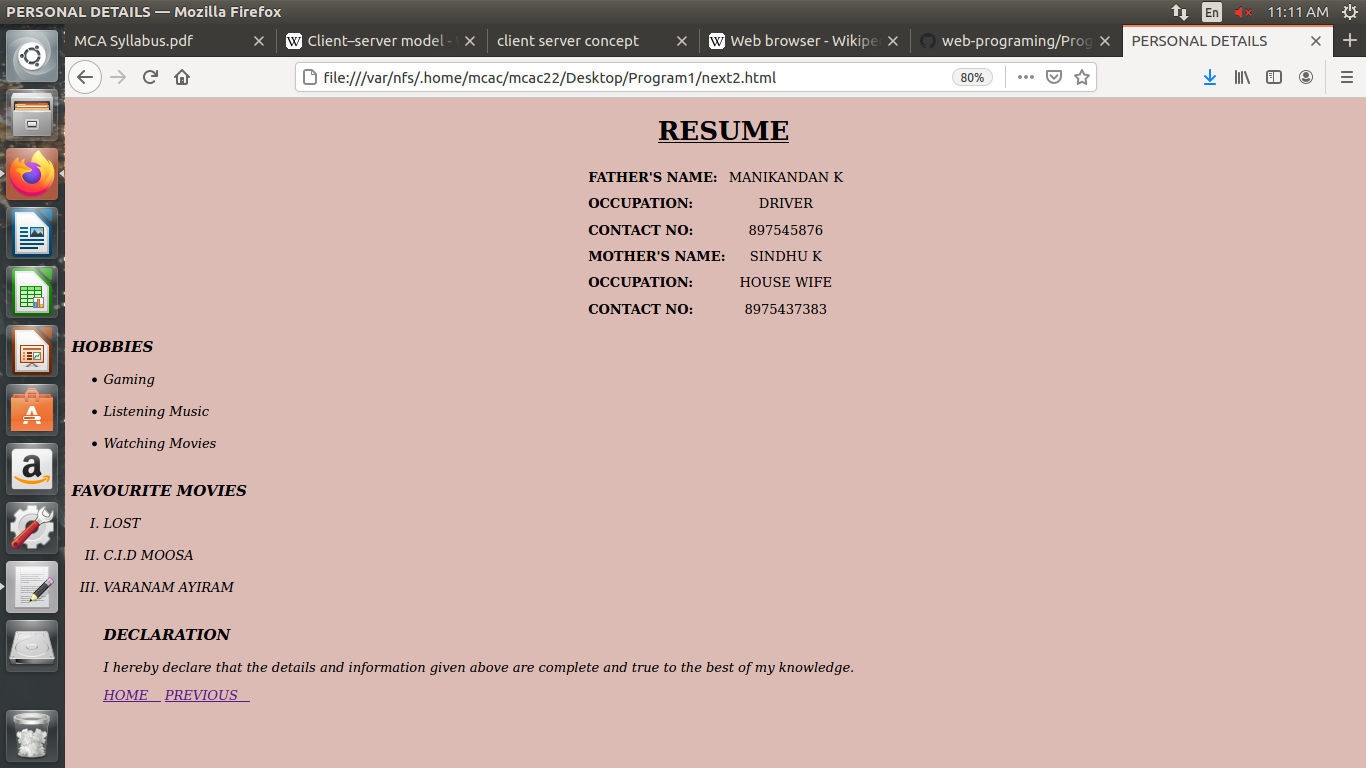 PERSONAL DETAILS — Mozilla Firefox
En
11:11 AM
MCA Syllabus.pdf
Client–server model -
client server concept
Web browser - Wikipe
web-programing/Prog
PERSONAL DETAILS
file:///var/nfs/.home/mcac/mcac22/Desktop/Program1/next2.html
80%
RESUME
FATHER'S NAME: MANIKANDAN K
OCCUPATION: DRIVER
CONTACT NO: 897545876
MOTHER'S NAME: SINDHU K
OCCUPATION: HOUSE WIFE
CONTACT NO: 8975437383
HOBBIES
• Gaming
• Listening Music
• Watching Movies
FAVOURITE MOVIES
I. LOST
II. C.I.D MOOSA
III. VARANAM AYIRAM
DECLARATION
I hereby declare that the details and information given above are complete and true to the best of my knowledge.
HOME PREVIOUS